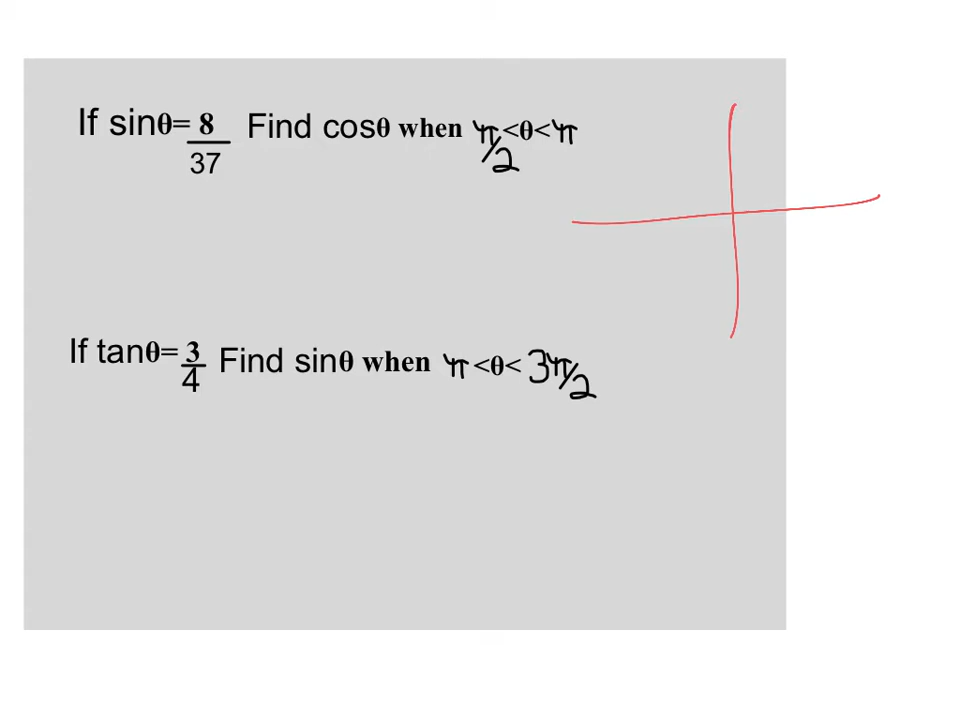 If sinθ= 8/37 Find cosθ when π/2 <θ< π
If tanθ= 3/4 Find sinθ when π <θ< 3π/2